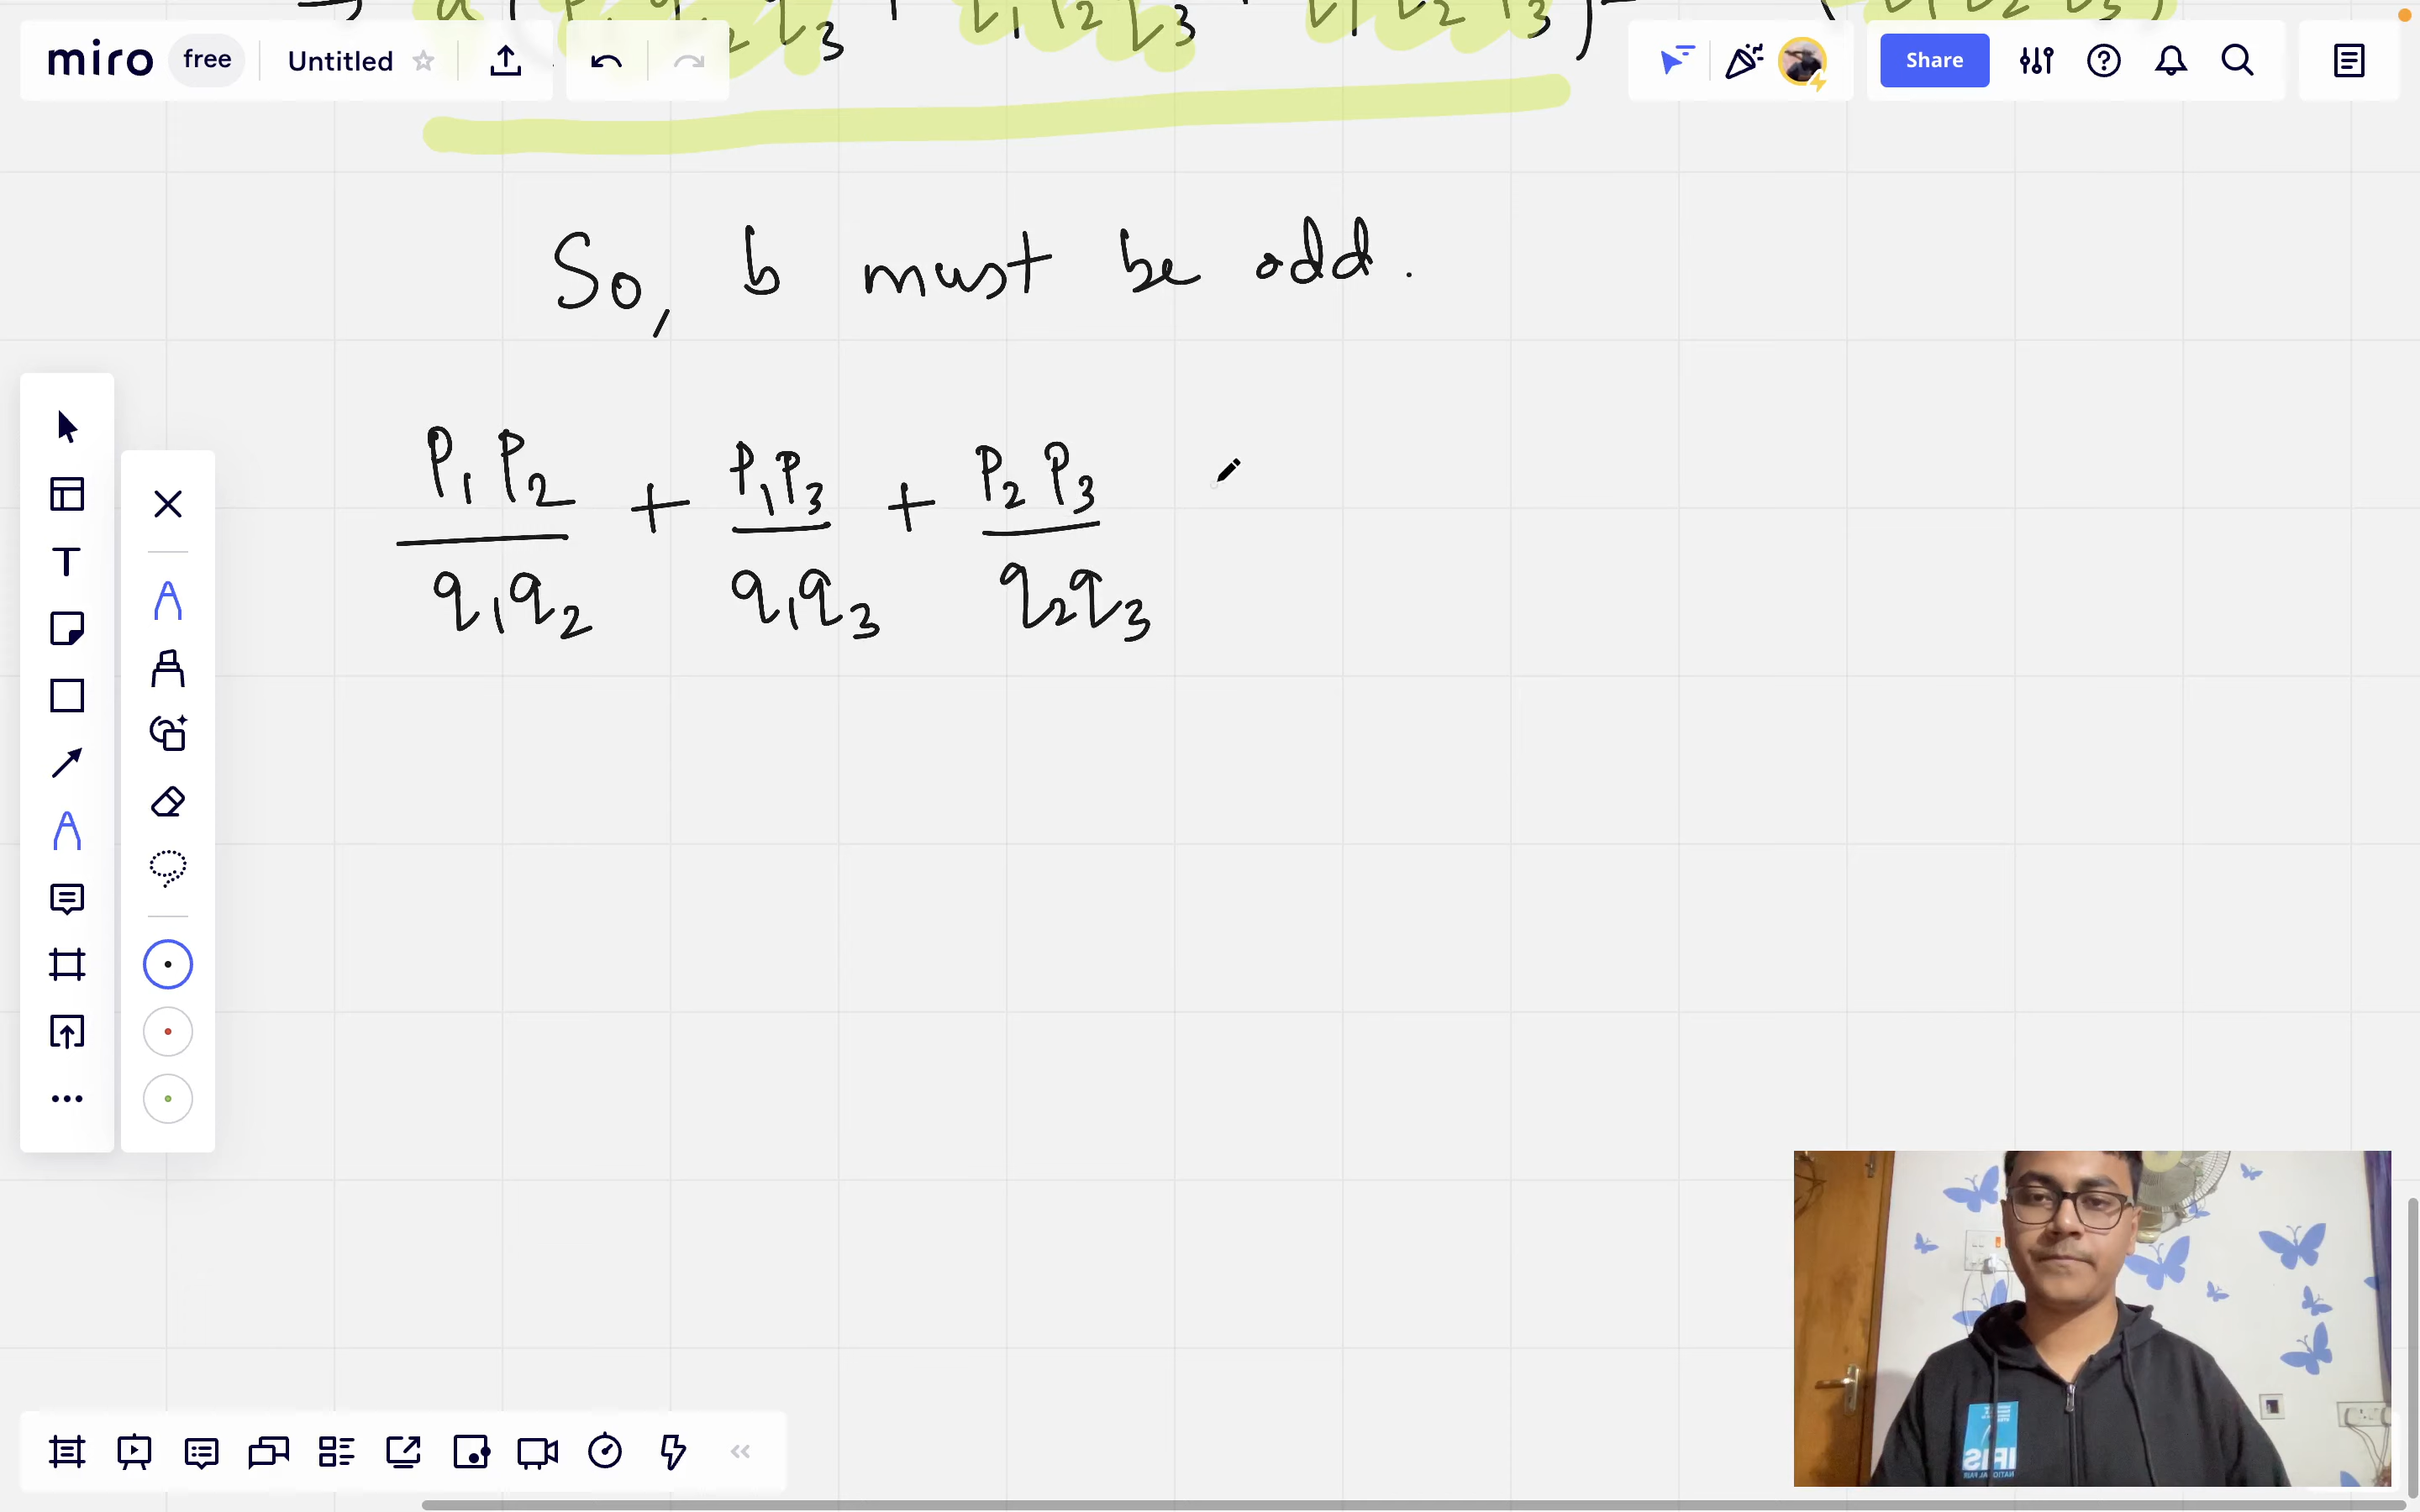 miro free Untitled Share
So, b must be odd.
P₁P₂ + P₁P₃ + P₂P₃
q₁q₂ q₁q₃ q₂q₃